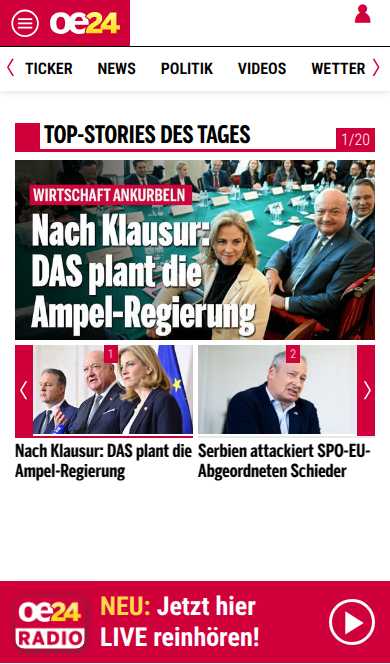 oe24
TICKER NEWS POLITIK VIDEOS WETTER
TOP-STORIES DES TAGES
1/20
WIRTSCHAFT ANKURBELN
Nach Klausur:
DAS plant die
Ampel-Regierung
1
2
Nach Klausur: DAS plant die
Ampel-Regierung
Serbien attackiert SPÖ-EU-
Abgeordneten Schieder
oe24
RADIO
NEU: Jetzt hier
LIVE reinhören!